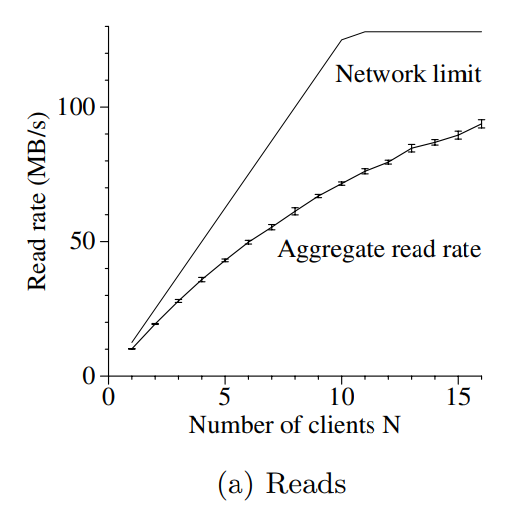 Network limit
100
Read rate (MB/s)
50
Aggregate read rate
0
0 5 10 15
Number of clients N
(a) Reads